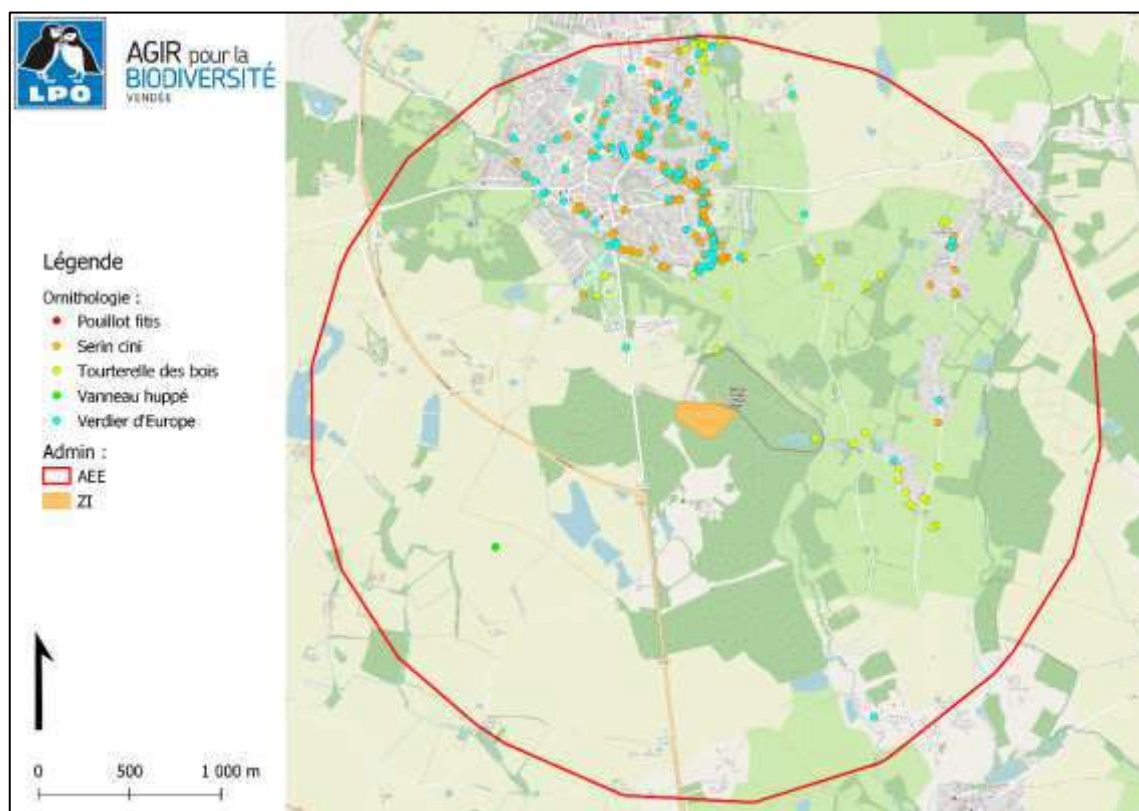 LPO
AGIR pour la
BIODIVERSITÉ
VENDÉE
Légende
Ornithologie :
Pouillot fitis
Serin cini
Tourterelle des bois
Vanneau huppé
Verdier d'Europe
Admin :
AEE
ZI
0 500 1 000 m